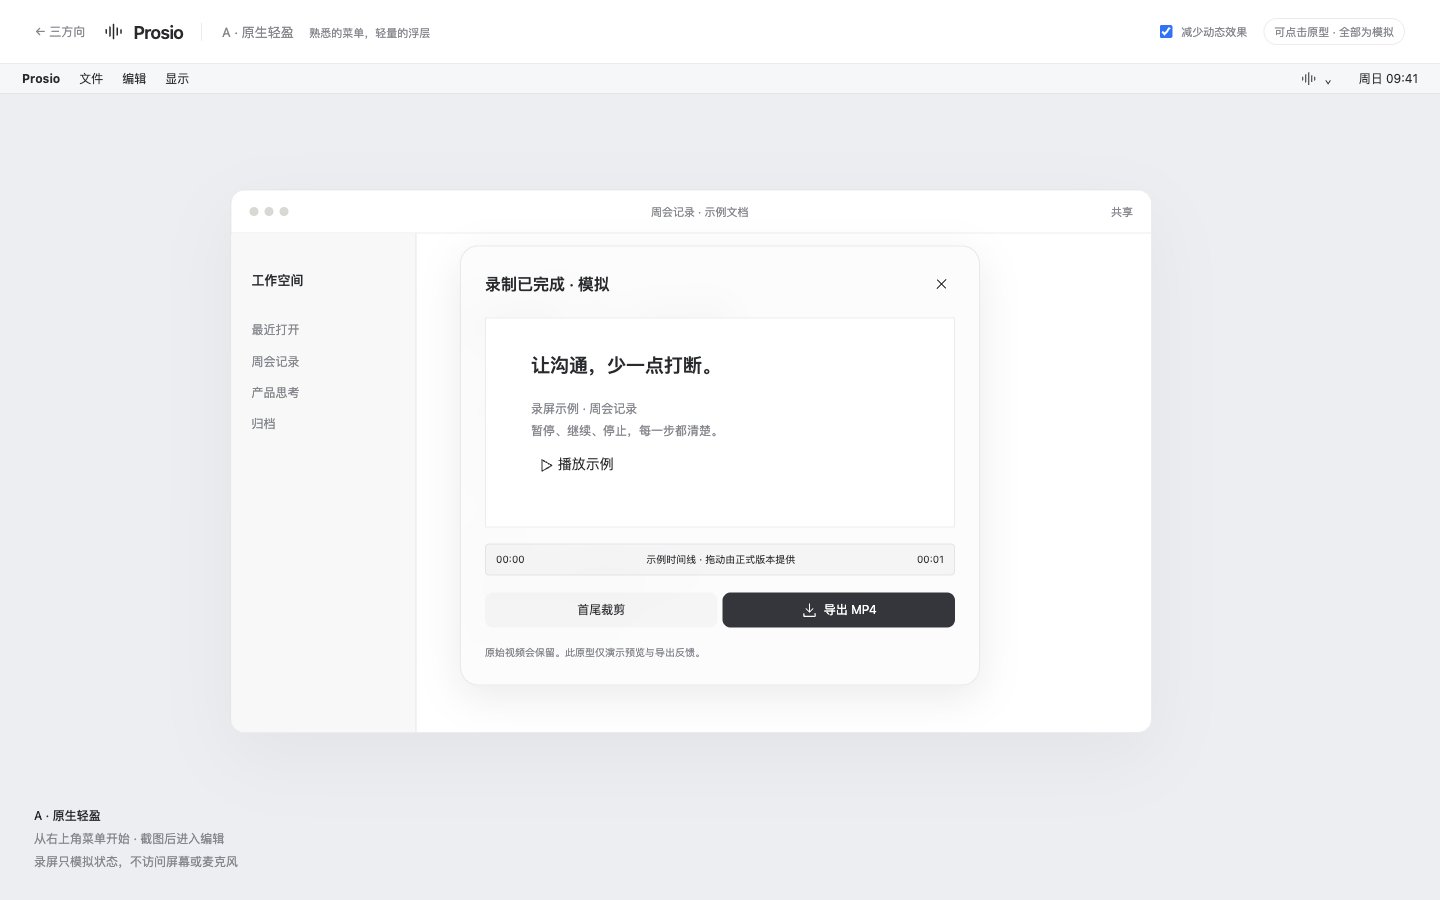 ← 三方向 Prosio A · 原生轻盈 熟悉的菜单，轻量的浮层 减少动态效果 可点击原型 · 全部为模拟
Prosio 文件 编辑 显示 周日 09:41
周会记录 · 示例文档 共享
工作空间
最近打开
周会记录
产品思考
归档
录制已完成 · 模拟
让沟通，少一点打断。
录屏示例 · 周会记录
暂停、继续、停止，每一步都清楚。
播放示例
00:00 示例时间线 · 拖动由正式版本提供 00:01
首尾裁剪 导出 MP4
原始视频会保留。此原型仅演示预览与导出反馈。
A · 原生轻盈
从右上角菜单开始 · 截图后进入编辑
录屏只模拟状态，不访问屏幕或麦克风